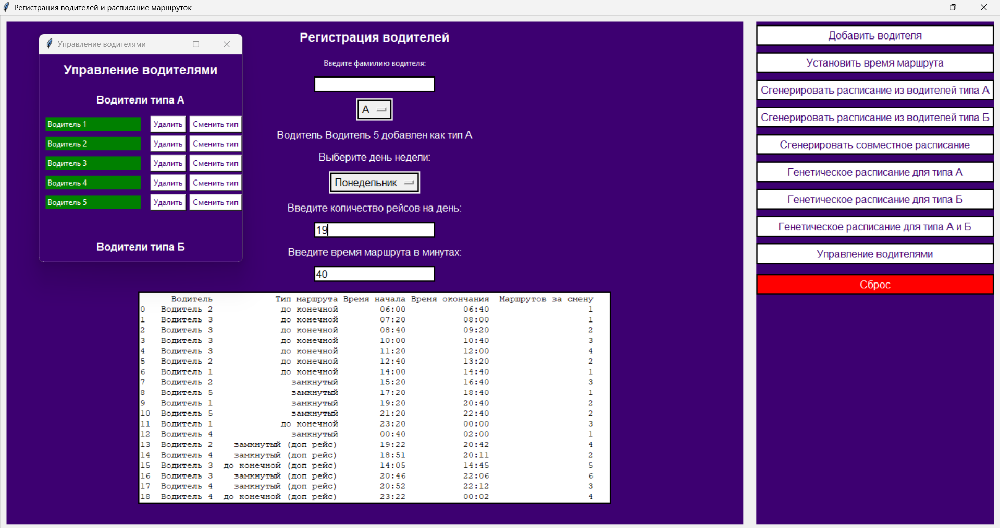 Регистрация водителей и расписание маршруток
Управление водителями
Управление водителями
Водители типа А
Водитель 1 Удалить Сменить тип
Водитель 2 Удалить Сменить тип
Водитель 3 Удалить Сменить тип
Водитель 4 Удалить Сменить тип
Водитель 5 Удалить Сменить тип
Водители типа Б
Регистрация водителей
Введите фамилию водителя:
А
Водитель Водитель 5 добавлен как тип А
Выберите день недели:
Понедельник
Введите количество рейсов на день:
19
Введите время маршрута в минутах:
40
Водитель Тип маршрута Время начала Время окончания Маршрутов за смену
0 Водитель 2 до конечной 06:00 06:40 1
1 Водитель 3 до конечной 07:20 08:00 1
2 Водитель 3 до конечной 08:40 09:20 2
3 Водитель 3 до конечной 10:00 10:40 3
4 Водитель 3 до конечной 11:20 12:00 4
5 Водитель 2 до конечной 12:40 13:20 2
6 Водитель 1 до конечной 14:00 14:40 1
7 Водитель 2 замкнутый 15:20 16:40 3
8 Водитель 5 замкнутый 17:20 18:40 1
9 Водитель 1 замкнутый 19:20 20:40 2
10 Водитель 5 замкнутый 21:20 22:40 2
11 Водитель 1 до конечной 23:20 00:00 3
12 Водитель 4 замкнутый 00:40 02:00 1
13 Водитель 2 замкнутый (доп рейс) 19:22 20:42 4
14 Водитель 4 замкнутый (доп рейс) 18:51 20:11 2
15 Водитель 3 до конечной (доп рейс) 14:05 14:45 5
16 Водитель 3 замкнутый (доп рейс) 20:46 22:06 6
17 Водитель 4 замкнутый (доп рейс) 20:52 22:12 3
18 Водитель 4 до конечной (доп рейс) 23:22 00:02 4
Добавить водителя
Установить время маршрута
Сгенерировать расписание из водителей типа А
Сгенерировать расписание из водителей типа Б
Сгенерировать совместное расписание
Генетическое расписание для типа А
Генетическое расписание для типа Б
Генетическое расписание для типа А и Б
Управление водителями
Сброс